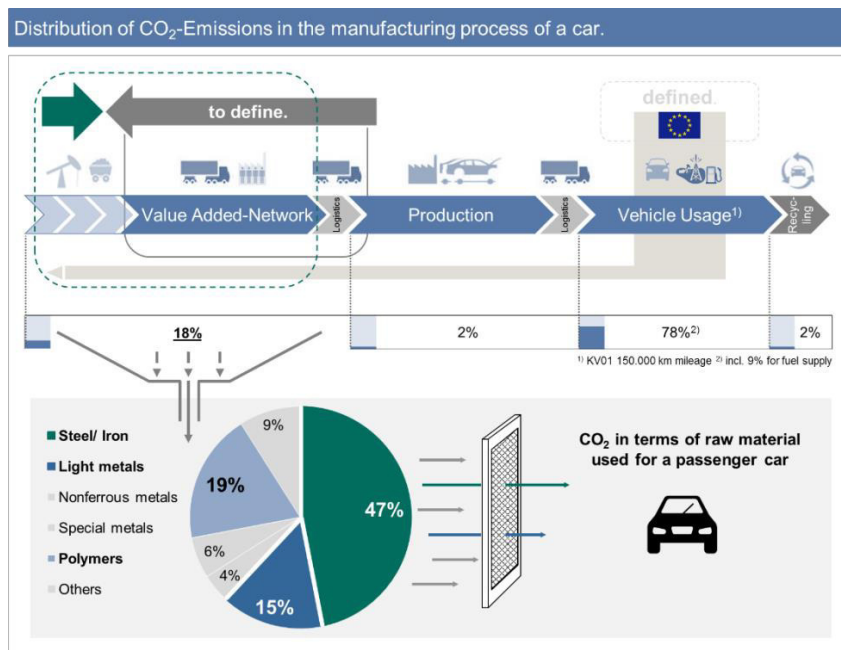 Distribution of CO₂-Emissions in the manufacturing process of a car.
to define.
defined.
Value Added-Network
Logistics
Production
Logistics
Vehicle Usage¹⁾
Recyc-
ling
18%
2%
78%²⁾
2%
¹⁾ KV01 150.000 km mileage ²⁾ incl. 9% for fuel supply
Steel/ Iron
Light metals
Nonferrous metals
Special metals
Polymers
Others
9%
19%
47%
6%
4%
15%
CO₂ in terms of raw material
used for a passenger car